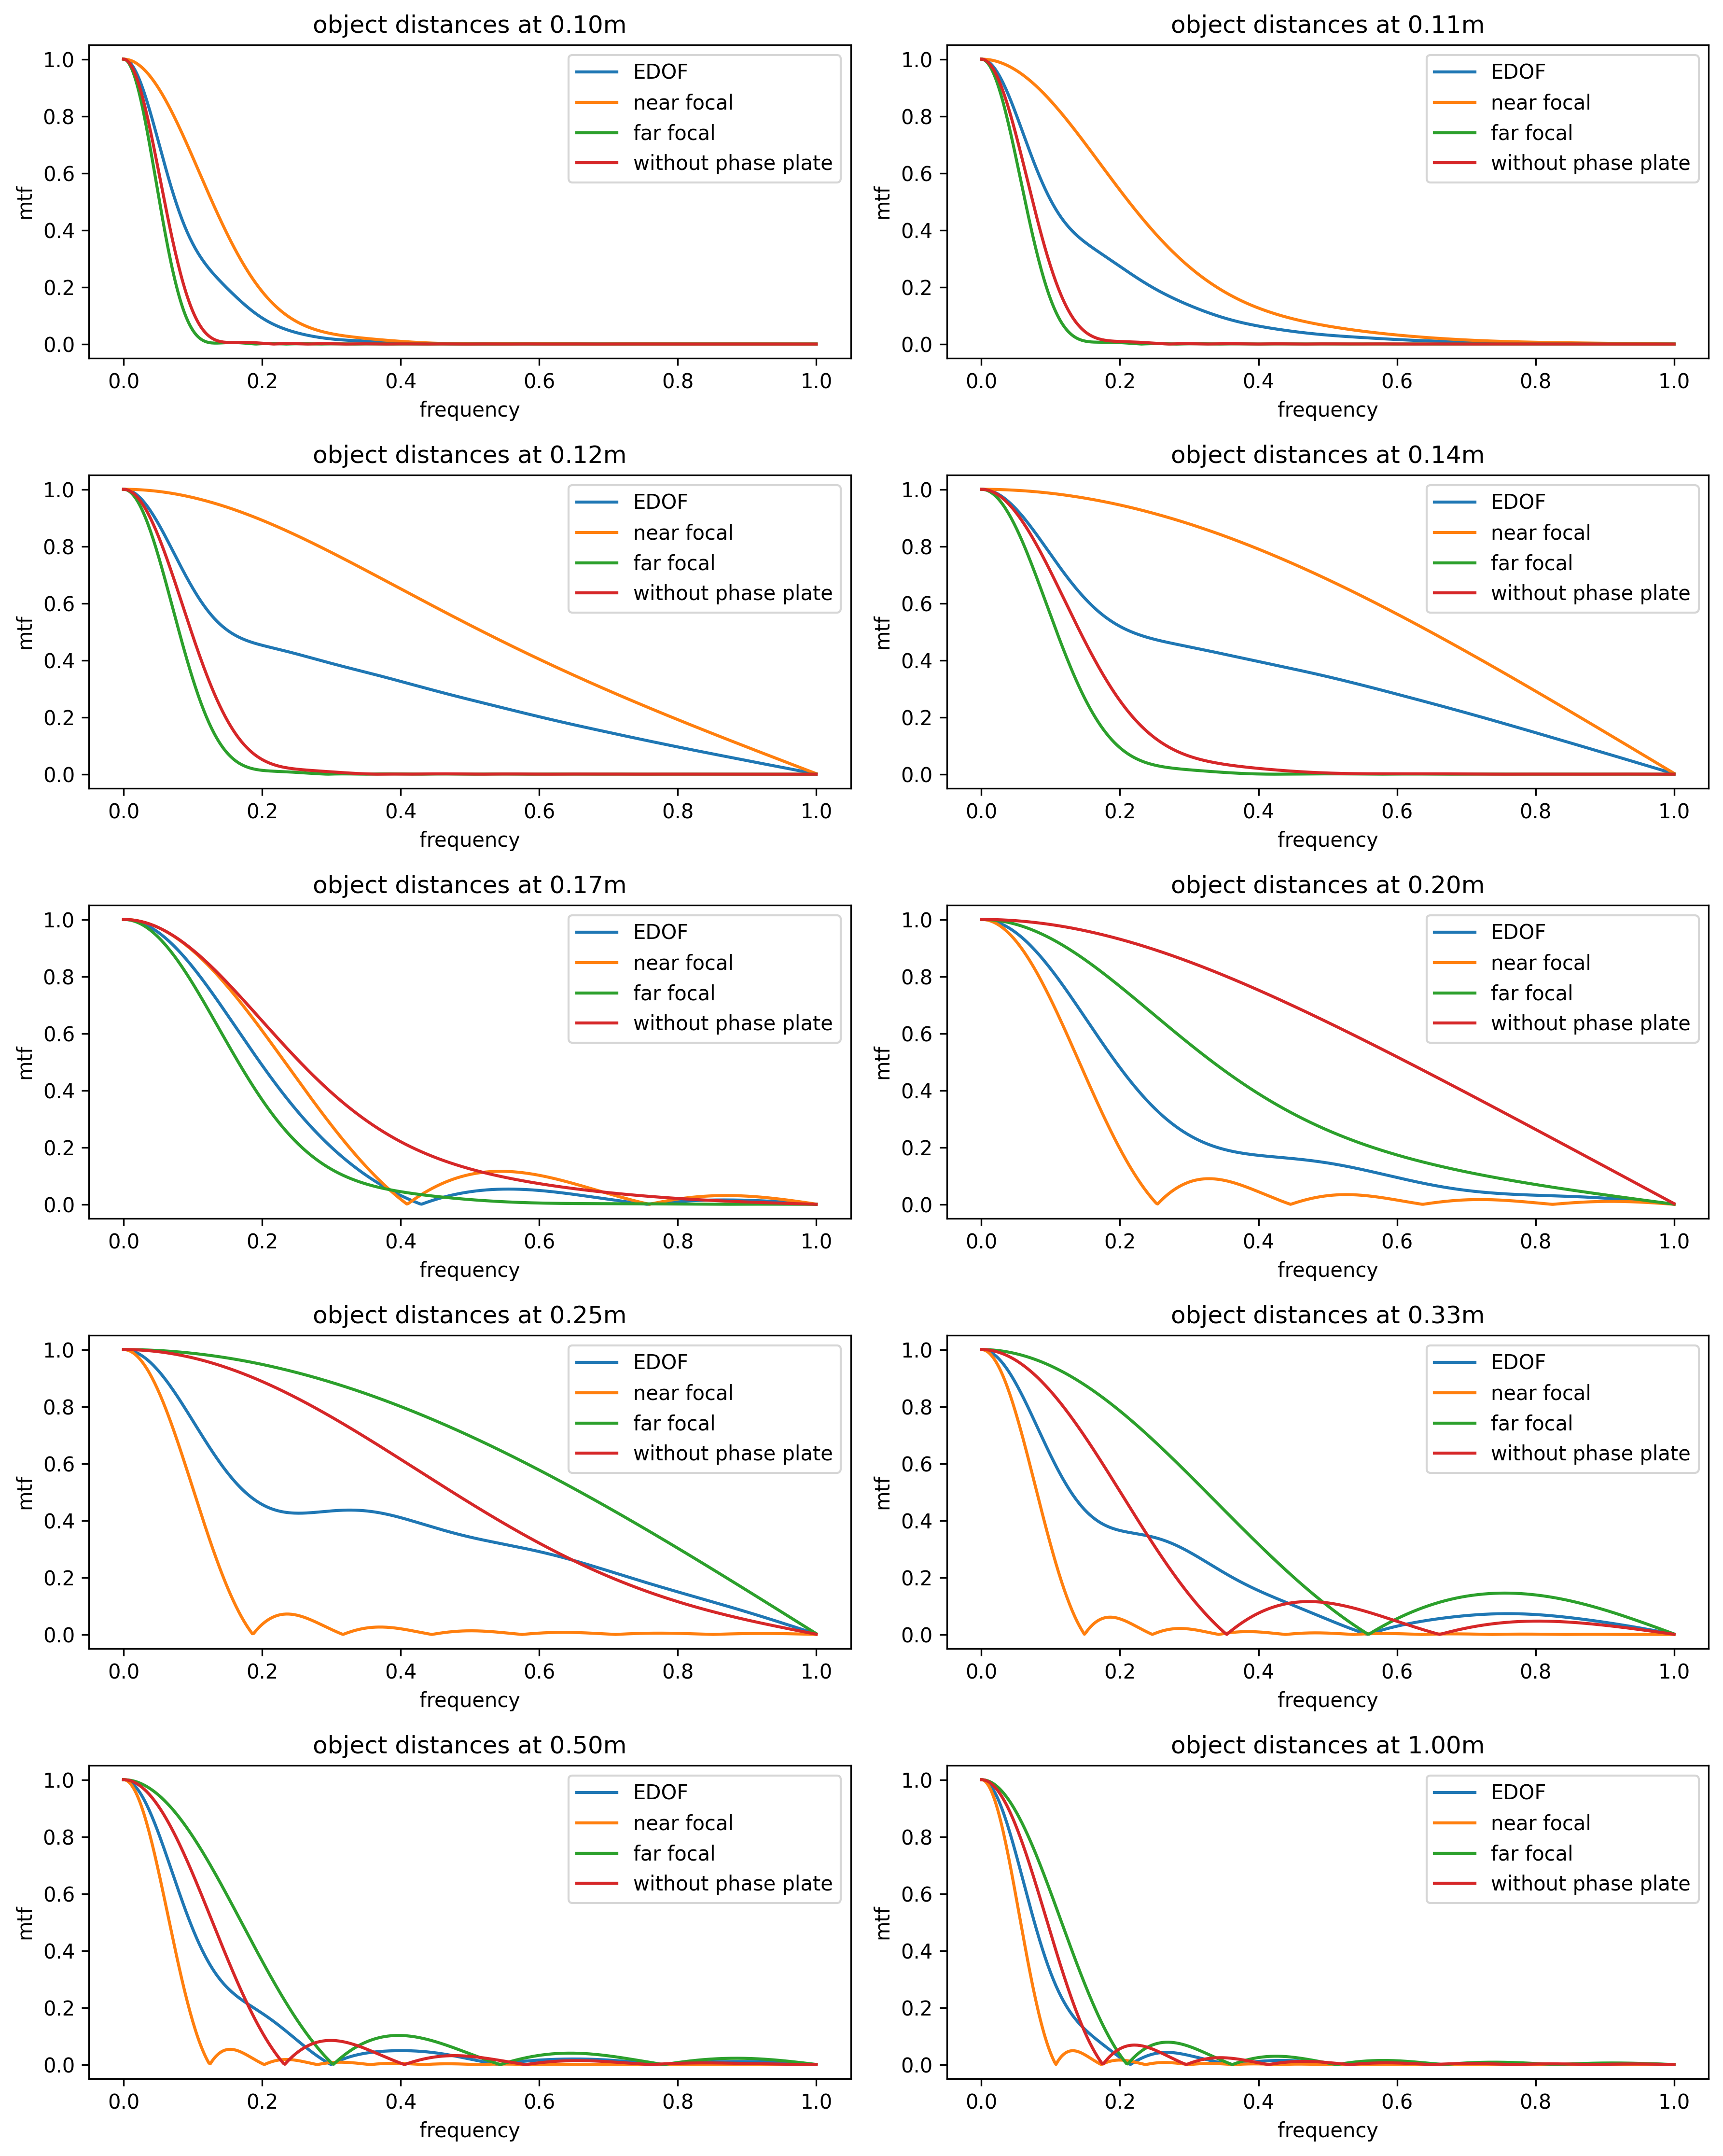 object distances at 0.10m
1.0
0.8
0.6
0.4
0.2
0.0
mtf
EDOF
near focal
far focal
without phase plate
0.0 0.2 0.4 0.6 0.8 1.0
frequency
object distances at 0.11m
1.0
0.8
0.6
0.4
0.2
0.0
mtf
EDOF
near focal
far focal
without phase plate
0.0 0.2 0.4 0.6 0.8 1.0
frequency
object distances at 0.12m
1.0
0.8
0.6
0.4
0.2
0.0
mtf
EDOF
near focal
far focal
without phase plate
0.0 0.2 0.4 0.6 0.8 1.0
frequency
object distances at 0.14m
1.0
0.8
0.6
0.4
0.2
0.0
mtf
EDOF
near focal
far focal
without phase plate
0.0 0.2 0.4 0.6 0.8 1.0
frequency
object distances at 0.17m
1.0
0.8
0.6
0.4
0.2
0.0
mtf
EDOF
near focal
far focal
without phase plate
0.0 0.2 0.4 0.6 0.8 1.0
frequency
object distances at 0.20m
1.0
0.8
0.6
0.4
0.2
0.0
mtf
EDOF
near focal
far focal
without phase plate
0.0 0.2 0.4 0.6 0.8 1.0
frequency
object distances at 0.25m
1.0
0.8
0.6
0.4
0.2
0.0
mtf
EDOF
near focal
far focal
without phase plate
0.0 0.2 0.4 0.6 0.8 1.0
frequency
object distances at 0.33m
1.0
0.8
0.6
0.4
0.2
0.0
mtf
EDOF
near focal
far focal
without phase plate
0.0 0.2 0.4 0.6 0.8 1.0
frequency
object distances at 0.50m
1.0
0.8
0.6
0.4
0.2
0.0
mtf
EDOF
near focal
far focal
without phase plate
0.0 0.2 0.4 0.6 0.8 1.0
frequency
object distances at 1.00m
1.0
0.8
0.6
0.4
0.2
0.0
mtf
EDOF
near focal
far focal
without phase plate
0.0 0.2 0.4 0.6 0.8 1.0
frequency